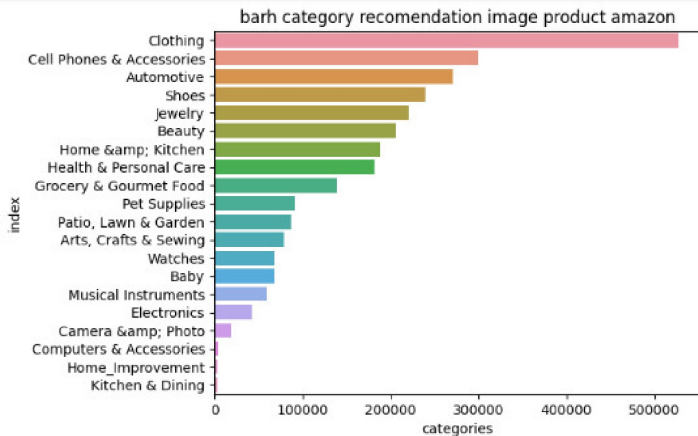 barh category recomendation image product amazon
Clothing
Cell Phones & Accessories
Automotive
Shoes
Jewelry
Beauty
Home &amp; Kitchen
Health & Personal Care
Grocery & Gourmet Food
Pet Supplies
Patio, Lawn & Garden
Arts, Crafts & Sewing
Watches
Baby
Musical Instruments
Electronics
Camera &amp; Photo
Computers & Accessories
Home_Improvement
Kitchen & Dining
index
0 100000 200000 300000 400000 500000
categories